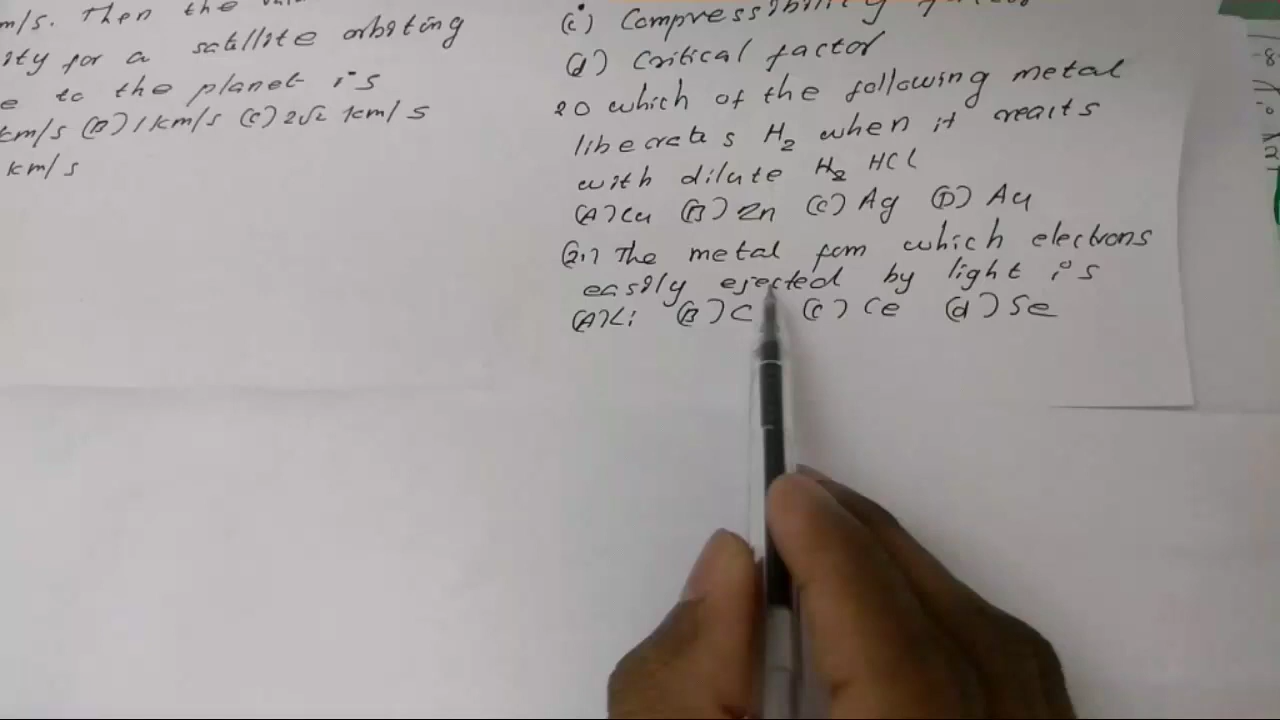 m/s. Then the
ity for a satellite orbiting
e to the planet is
km/s (B) 1 km/s (C) 2√2 km/s
km/s
(c) Compressibility
(d) Critical factor
20 which of the following metal
liberates H2 when it reacts
with dilute H2 HCl
(A) Cu (B) Zn (C) Ag (D) Au
(21) The metal fom which electrons
easily ejected by light is
(A) Li (B) C (C) Ce (d) Se
-8